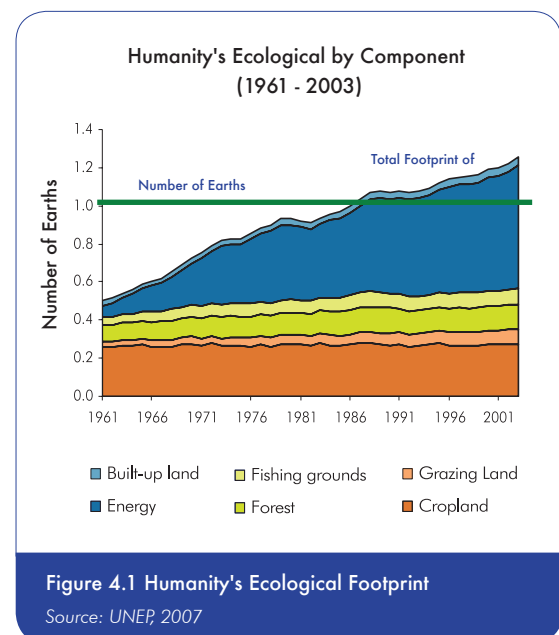 Humanity's Ecological by Component
(1961 - 2003)
Number of Earths
1.4
1.2
1.0
0.8
0.6
0.4
0.2
0.0
Total Footprint of
Number of Earths
1961 1966 1971 1976 1981 1986 1991 1996 2001
Built-up land Fishing grounds Grazing Land
Energy Forest Cropland
Figure 4.1 Humanity's Ecological Footprint
Source: UNEP, 2007